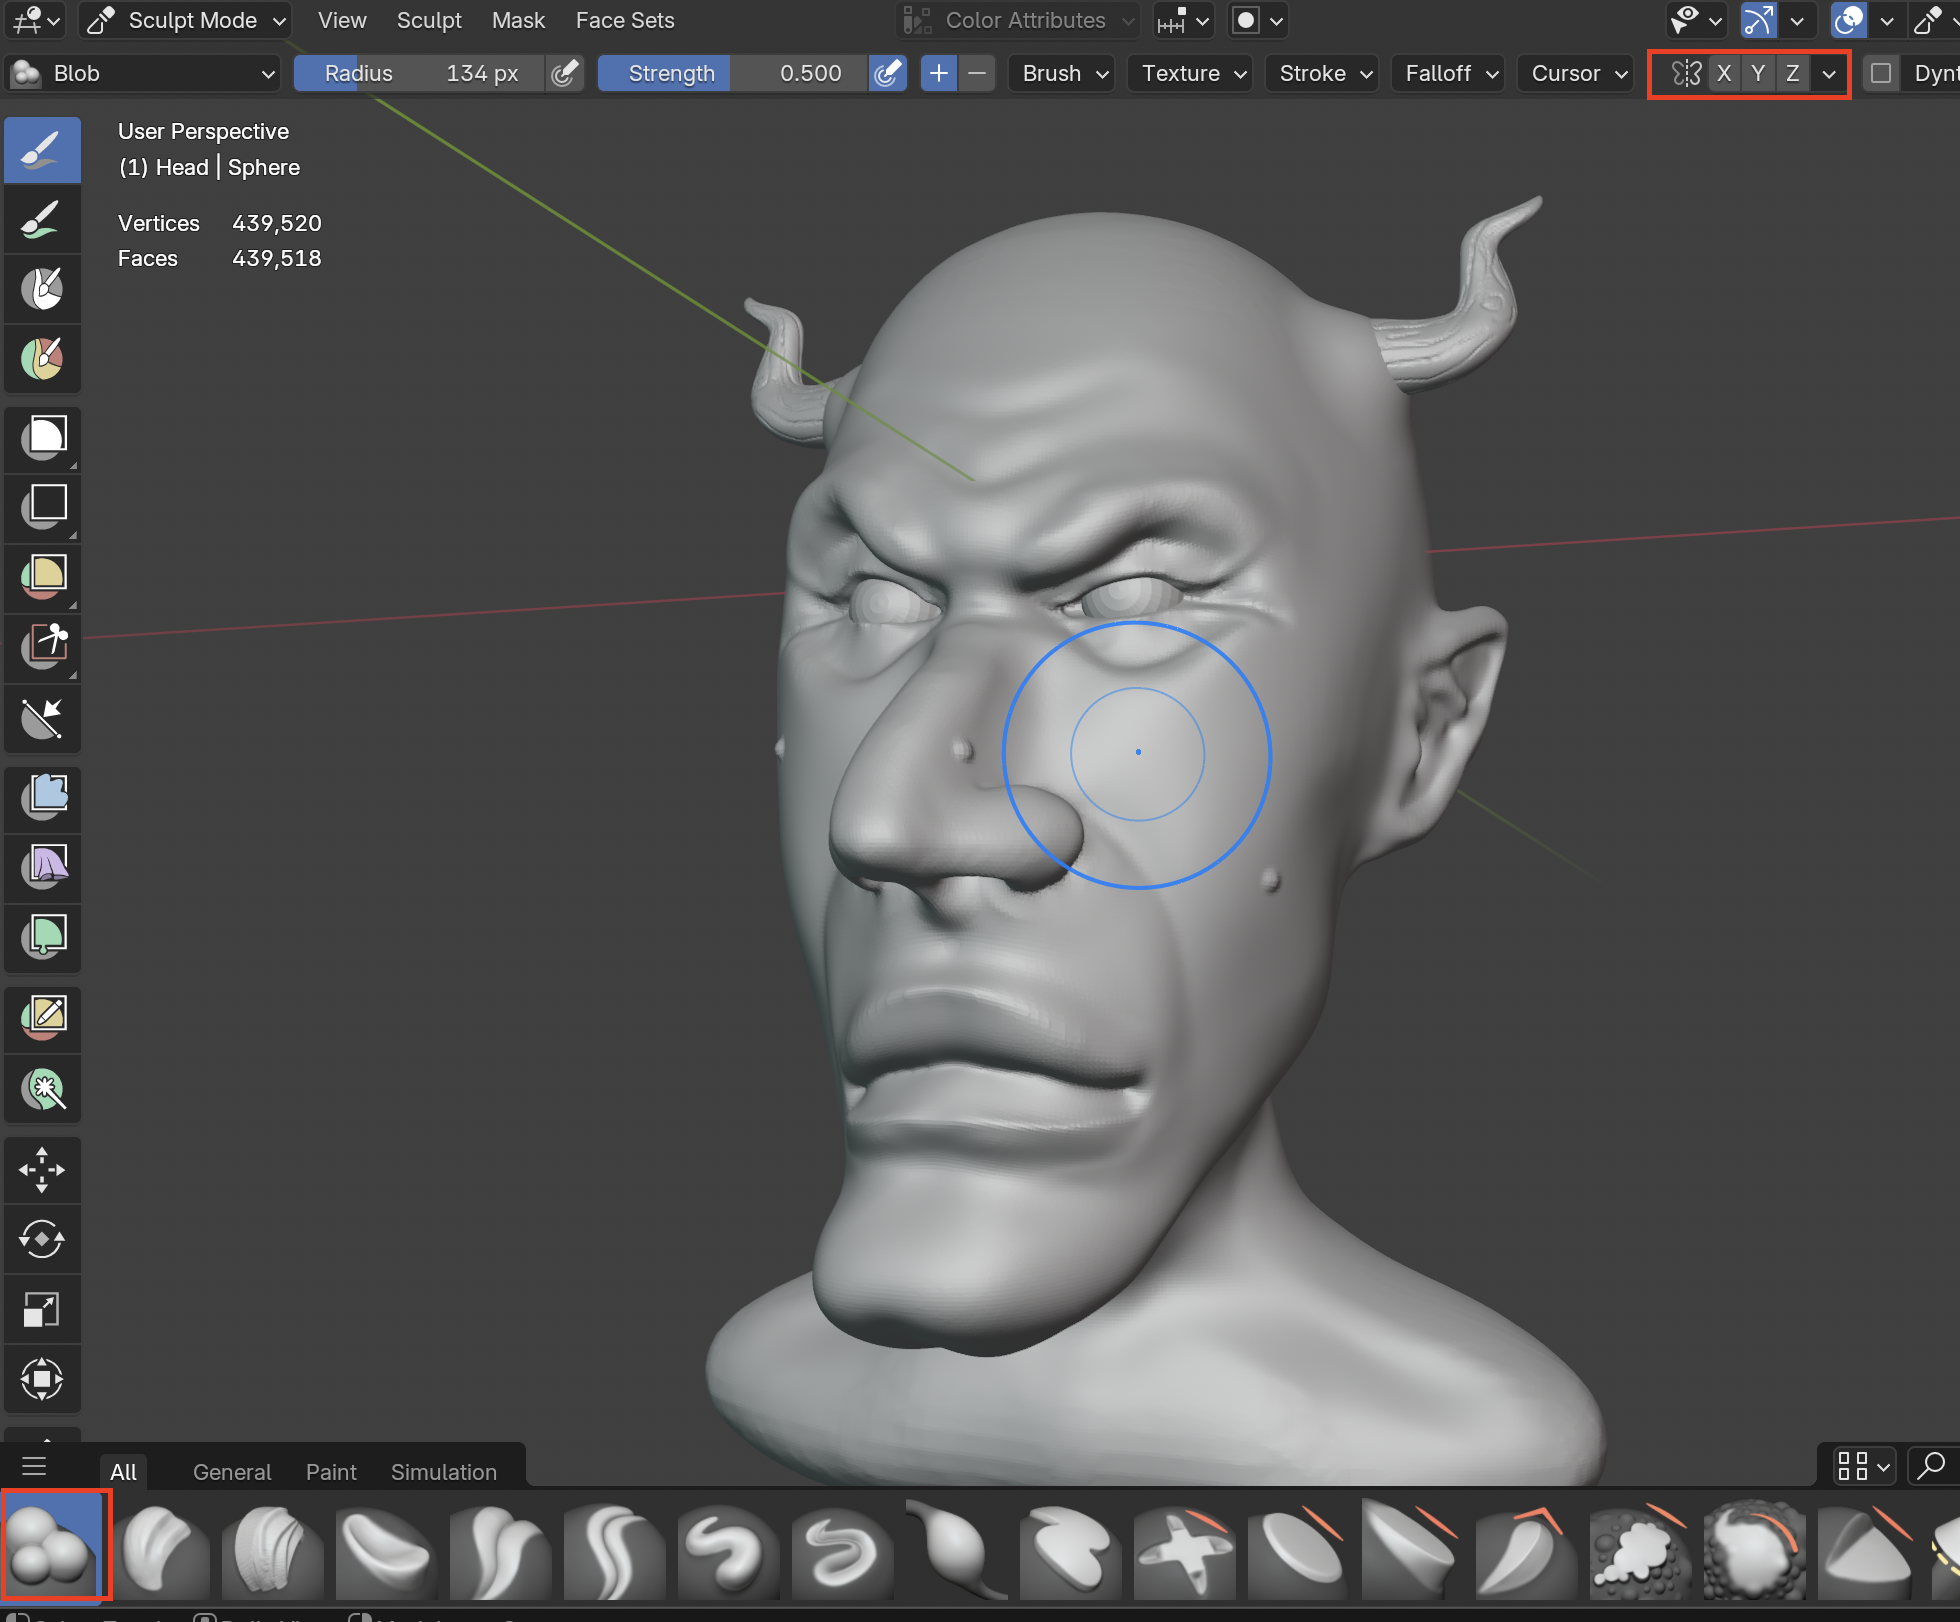 Sculpt Mode View Sculpt Mask Face Sets Color Attributes
Blob Radius 134 px Strength 0.500 Brush Texture Stroke Falloff Cursor X Y Z
User Perspective
(1) Head | Sphere
Vertices 439,520
Faces 439,518
All General Paint Simulation